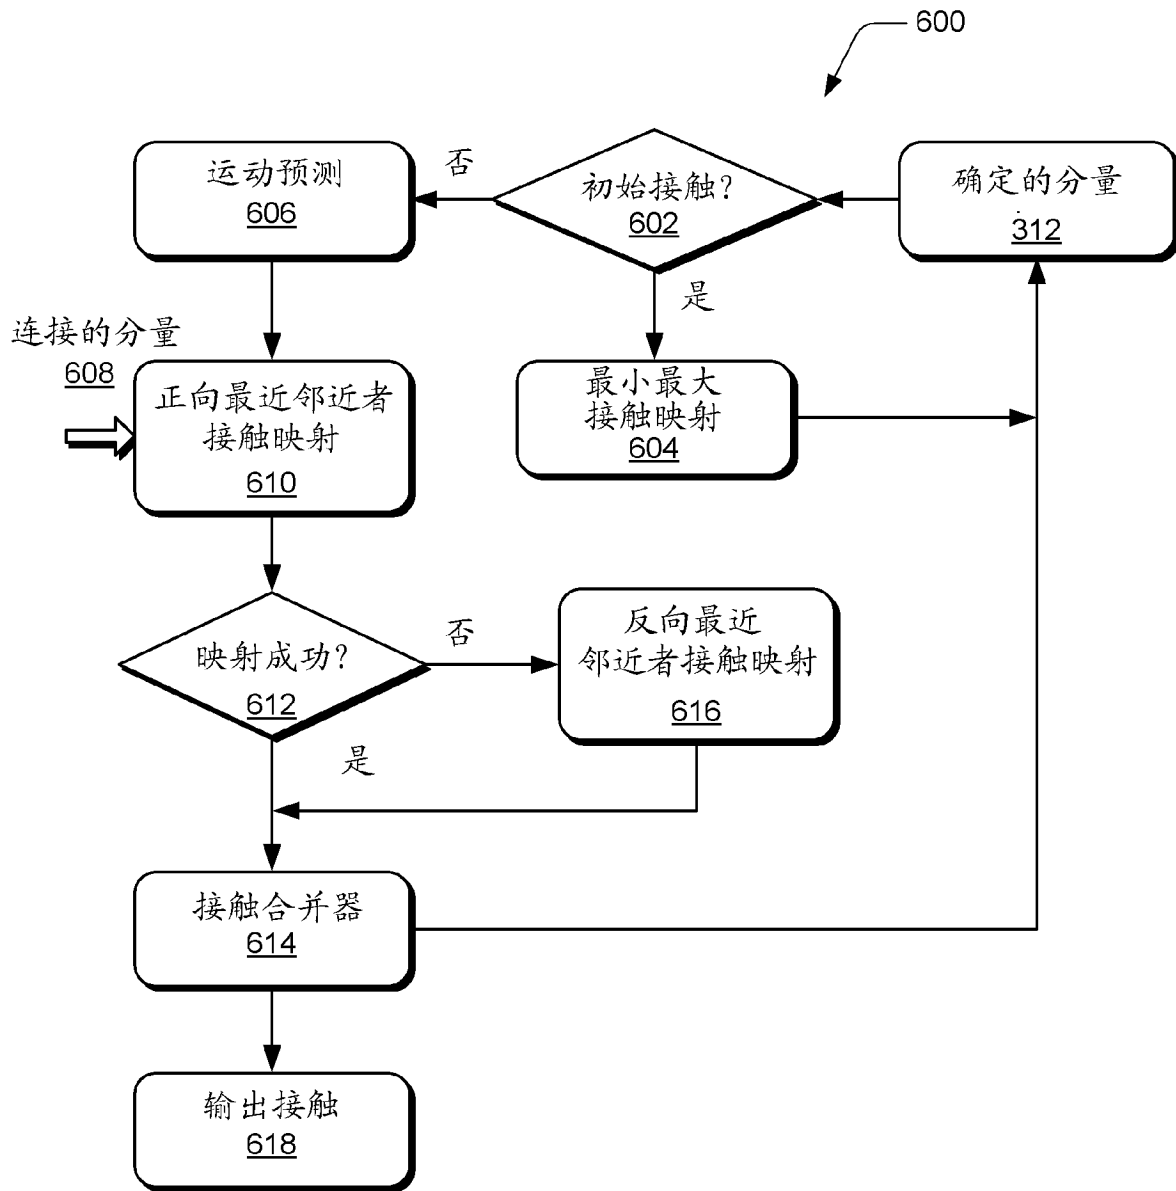 600
运动预测
606
否
初始接触?
602
确定的分量
312
是
连接的分量
608
正向最近邻近者
接触映射
610
最小最大
接触映射
604
映射成功?
612
否
反向最近
邻近者接触映射
616
是
接触合并器
614
输出接触
618